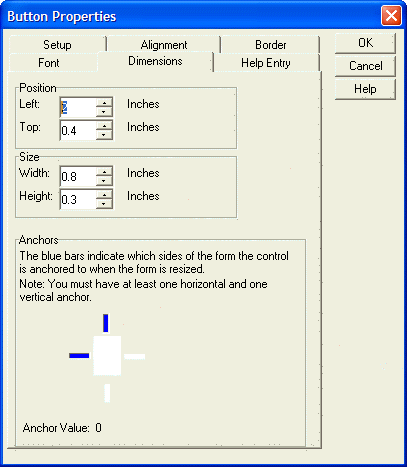 Button Properties
Setup Alignment Border
Font Dimensions Help Entry
OK
Cancel
Help
Position
Left: 2 Inches
Top: 0.4 Inches
Size
Width: 0.8 Inches
Height: 0.3 Inches
Anchors
The blue bars indicate which sides of the form the control
is anchored to when the form is resized.
Note: You must have at least one horizontal and one
vertical anchor.
Anchor Value: 0